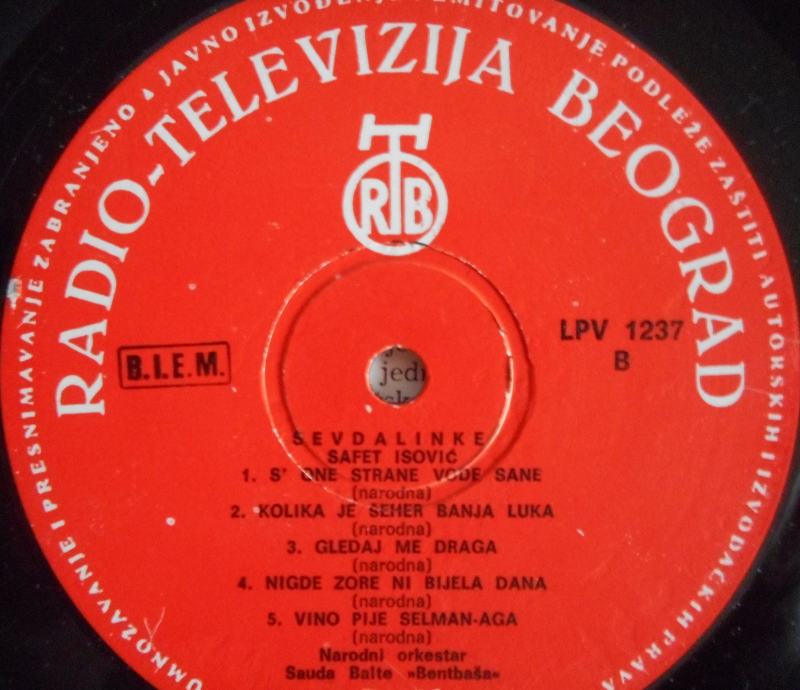 UMNOŽAVANJE I PRESNIMAVANJE ZABRANJENO ▲ JAVNO IZVOĐENJE I EMITOVANJE PODLEŽE ZAŠTITI AUTORSKIH I IZVOĐAČKIH PRAVA
RADIO-TELEVIZIJA BEOGRAD
RTB
B.I.E.M.
LPV 1237
B
jedi
SEVDALINKE
SAFET ISOVIĆ
1. S' ONE STRANE VODE SANE
(narodna)
2. KOLIKA JE ŠEHER BANJA LUKA
(narodna)
3. GLEDAJ ME DRAGA
(narodna)
4. NIGDE ZORE NI BIJELA DANA
(narodna)
5. VINO PIJE SELMAN-AGA
(narodna)
Narodni orkestar
Sauda Balte »Bentbaša«